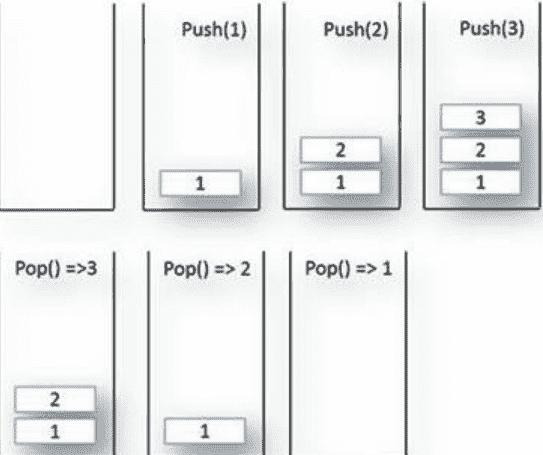 Push(1)
Push(2)
Push(3)
3
2
2
1
1
1
Pop() =>3
Pop() => 2
Pop() => 1
2
1
1